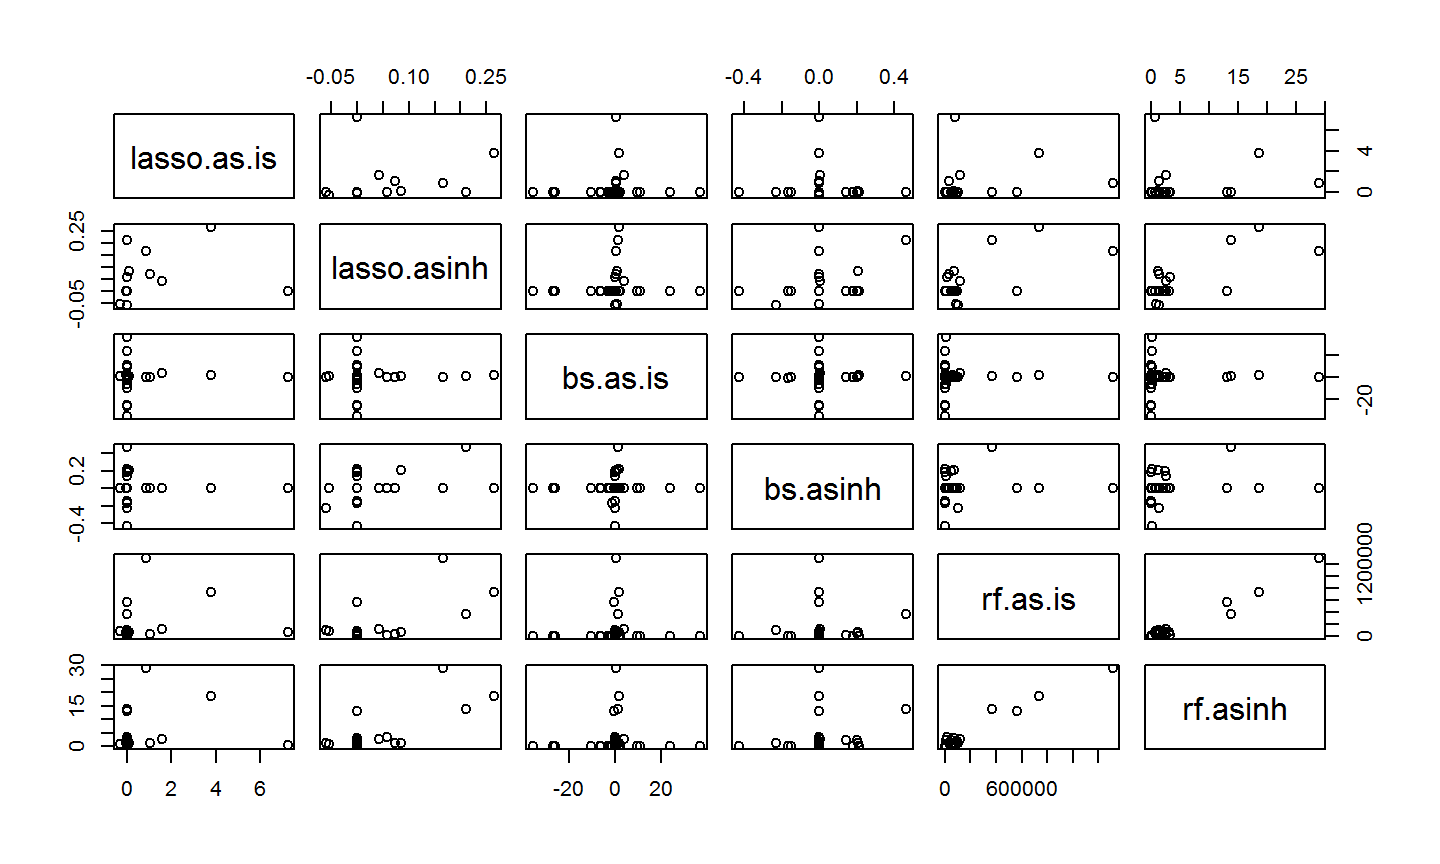 -0.05 0.10 0.25 -0.4 0.0 0.4 0 5 15 25
lasso.as.is 0 4
-0.05 0.25 lasso.asinh
bs.as.is -20
-0.4 0.2 bs.asinh
rf.as.is 0 1200000
0 15 30 rf.asinh
0 2 4 6 -20 0 20 0 600000